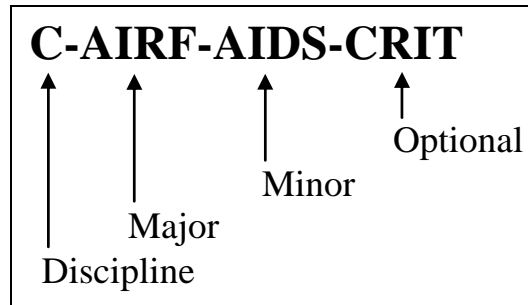 C-AIRF-AIDS-CRIT
Optional
Minor
Major
Discipline